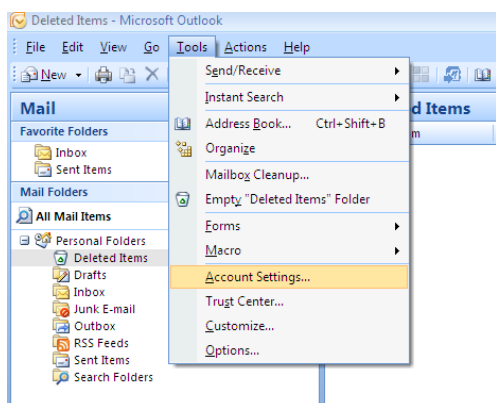 Deleted Items - Microsoft Outlook
File Edit View Go Tools Actions Help
New
Send/Receive
Instant Search
Address Book... Ctrl+Shift+B
Organize
Mailbox Cleanup...
Empty "Deleted Items" Folder
Forms
Macro
Account Settings...
Trust Center...
Customize...
Options...
Mail
Favorite Folders
Inbox
Sent Items
Mail Folders
All Mail Items
Personal Folders
Deleted Items
Drafts
Inbox
Junk E-mail
Outbox
RSS Feeds
Sent Items
Search Folders
d Items
m